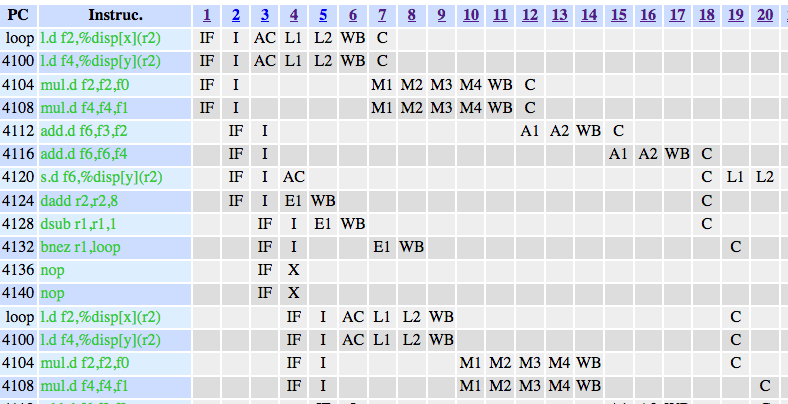 PC Instruc. 1 2 3 4 5 6 7 8 9 10 11 12 13 14 15 16 17 18 19 20
loop l.d f2,%disp[x](r2) IF I AC L1 L2 WB C
4100 l.d f4,%disp[y](r2) IF I AC L1 L2 WB C
4104 mul.d f2,f2,f0 IF I M1 M2 M3 M4 WB C
4108 mul.d f4,f4,f1 IF I M1 M2 M3 M4 WB C
4112 add.d f6,f3,f2 IF I A1 A2 WB C
4116 add.d f6,f6,f4 IF I A1 A2 WB C
4120 s.d f6,%disp[y](r2) IF I AC C L1 L2
4124 dadd r2,r2,8 IF I E1 WB C
4128 dsub r1,r1,1 IF I E1 WB C
4132 bnez r1,loop IF I E1 WB C
4136 nop IF X
4140 nop IF X
loop l.d f2,%disp[x](r2) IF I AC L1 L2 WB C
4100 l.d f4,%disp[y](r2) IF I AC L1 L2 WB C
4104 mul.d f2,f2,f0 IF I M1 M2 M3 M4 WB C
4108 mul.d f4,f4,f1 IF I M1 M2 M3 M4 WB C